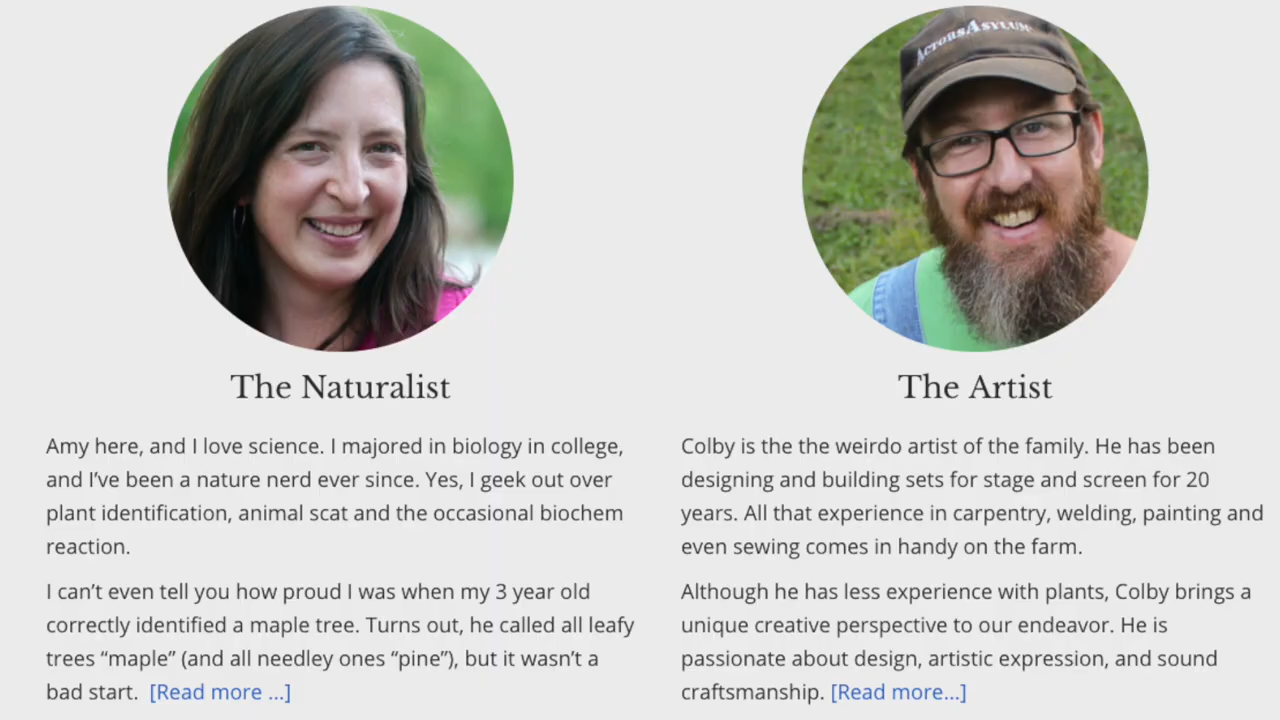 ACTORSASYLUM
The Naturalist
Amy here, and I love science. I majored in biology in college,
and I’ve been a nature nerd ever since. Yes, I geek out over
plant identification, animal scat and the occasional biochem
reaction.
I can’t even tell you how proud I was when my 3 year old
correctly identified a maple tree. Turns out, he called all leafy
trees “maple” (and all needley ones “pine”), but it wasn’t a
bad start. [Read more ...]
The Artist
Colby is the the weirdo artist of the family. He has been
designing and building sets for stage and screen for 20
years. All that experience in carpentry, welding, painting and
even sewing comes in handy on the farm.
Although he has less experience with plants, Colby brings a
unique creative perspective to our endeavor. He is
passionate about design, artistic expression, and sound
craftsmanship. [Read more...]